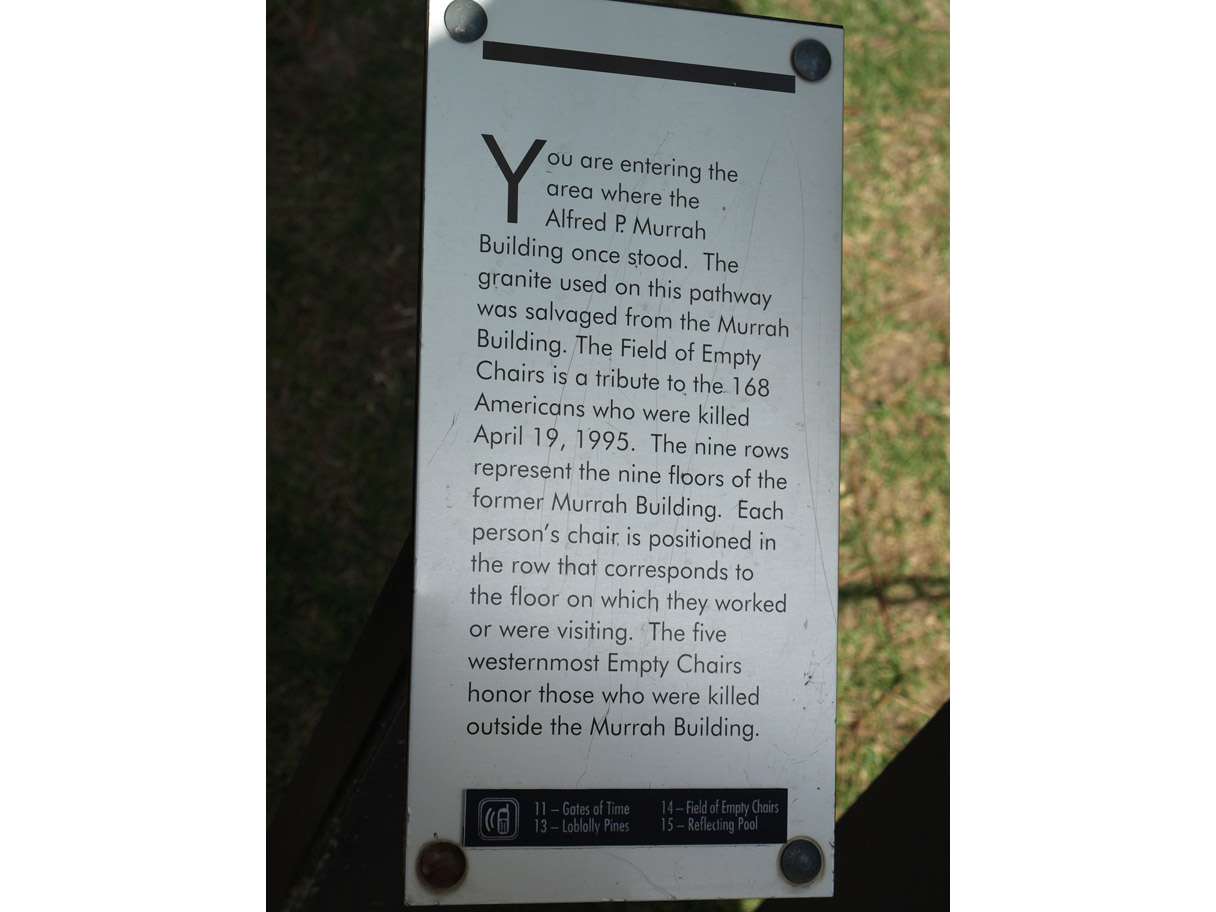 You are entering the
area where the
Alfred P. Murrah
Building once stood. The
granite used on this pathway
was salvaged from the Murrah
Building. The Field of Empty
Chairs is a tribute to the 168
Americans who were killed
April 19, 1995. The nine rows
represent the nine floors of the
former Murrah Building. Each
person's chair is positioned in
the row that corresponds to
the floor on which they worked
or were visiting. The five
westernmost Empty Chairs
honor those who were killed
outside the Murrah Building.
11 – Gates of Time
13 – Loblolly Pines
14 – Field of Empty Chairs
15 – Reflecting Pool